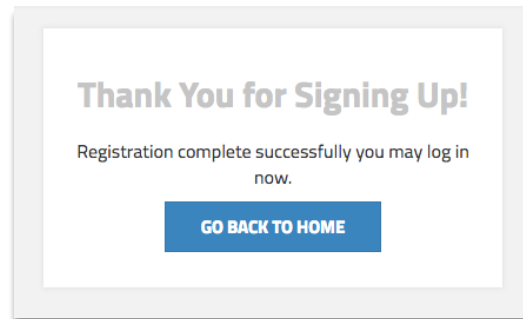 Thank You for Signing Up!
Registration complete successfully you may log in
now.
GO BACK TO HOME